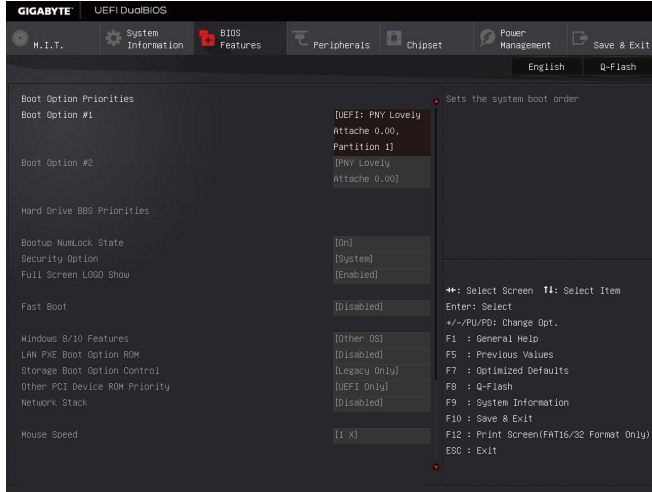 GIGABYTE™ UEFI DualBIOS
M.I.T. System Information BIOS Features Peripherals Chipset Power Management Save & Exit
English Q-Flash
Boot Option Priorities
Boot Option #1 [UEFI: PNY Lovely
Attache 0.00,
Partition 1]
Boot Option #2 [PNY Lovely
Attache 0.00]
Hard Drive BBS Priorities
Bootup NumLock State [On]
Security Option [System]
Full Screen LOGO Show [Enabled]
Fast Boot [Disabled]
Windows 8/10 Features [Other OS]
LAN PXE Boot Option ROM [Disabled]
Storage Boot Option Control [Legacy Only]
Other PCI Device ROM Priority [UEFI Only]
Network Stack [Disabled]
Mouse Speed [1 X]
Sets the system boot order
→←: Select Screen ↑↓: Select Item
Enter: Select
+/-/PU/PD: Change Opt.
F1 : General Help
F5 : Previous Values
F7 : Optimized Defaults
F8 : Q-Flash
F9 : System Information
F10 : Save & Exit
F12 : Print Screen(FAT16/32 Format Only)
ESC : Exit